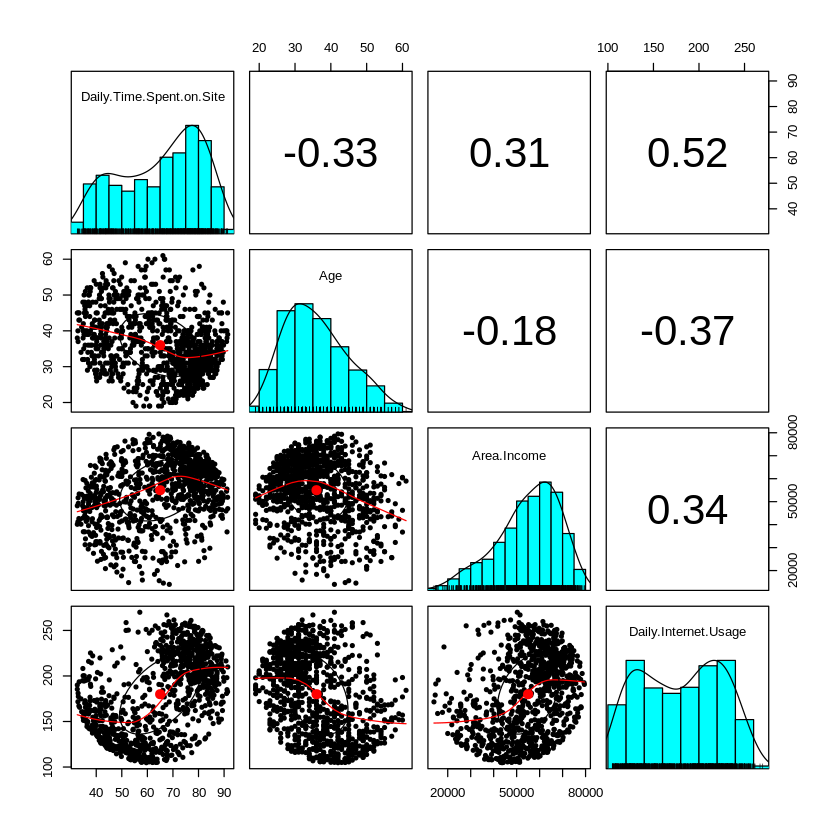 20 30 40 50 60
100 150 200 250
Daily.Time.Spent.on.Site
-0.33
0.31
0.52
40 50 60 70 80 90
20 30 40 50 60
Age
-0.18
-0.37
Area.Income
0.34
20000 50000 80000
100 150 200 250
Daily.Internet.Usage
40 50 60 70 80 90
20000 50000 80000